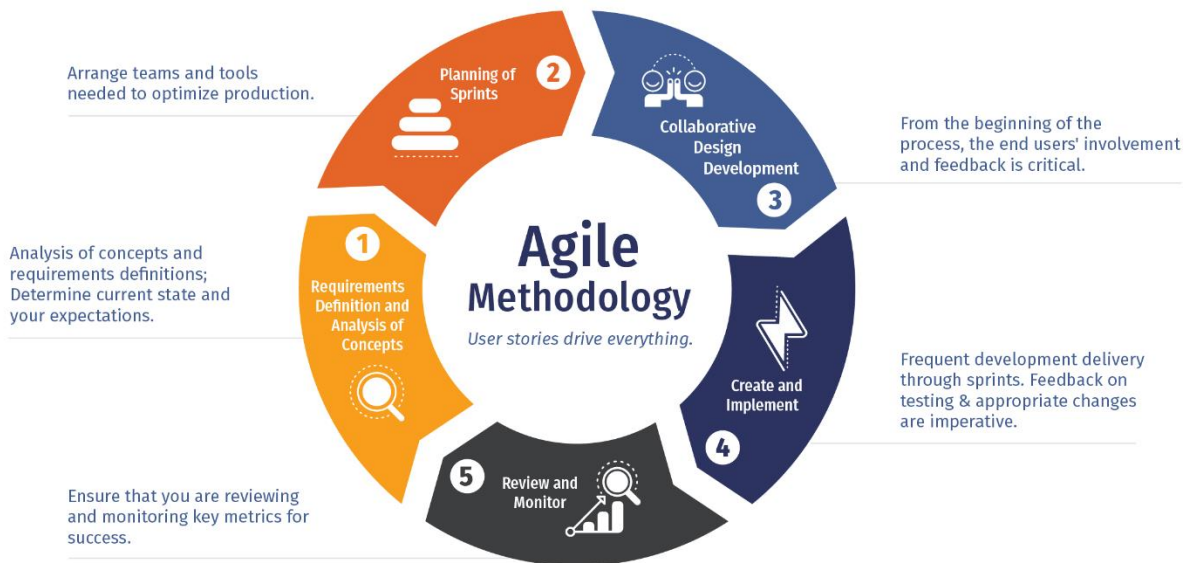 Agile
Methodology
User stories drive everything.
1
Requirements
Definition and
Analysis of
Concepts
Analysis of concepts and
requirements definitions;
Determine current state and
your expectations.
2
Planning of
Sprints
Arrange teams and tools
needed to optimize production.
Collaborative
Design
Development
3
From the beginning of the
process, the end users' involvement
and feedback is critical.
Create and
Implement
4
Frequent development delivery
through sprints. Feedback on
testing & appropriate changes
are imperative.
5
Review and
Monitor
Ensure that you are reviewing
and monitoring key metrics for
success.